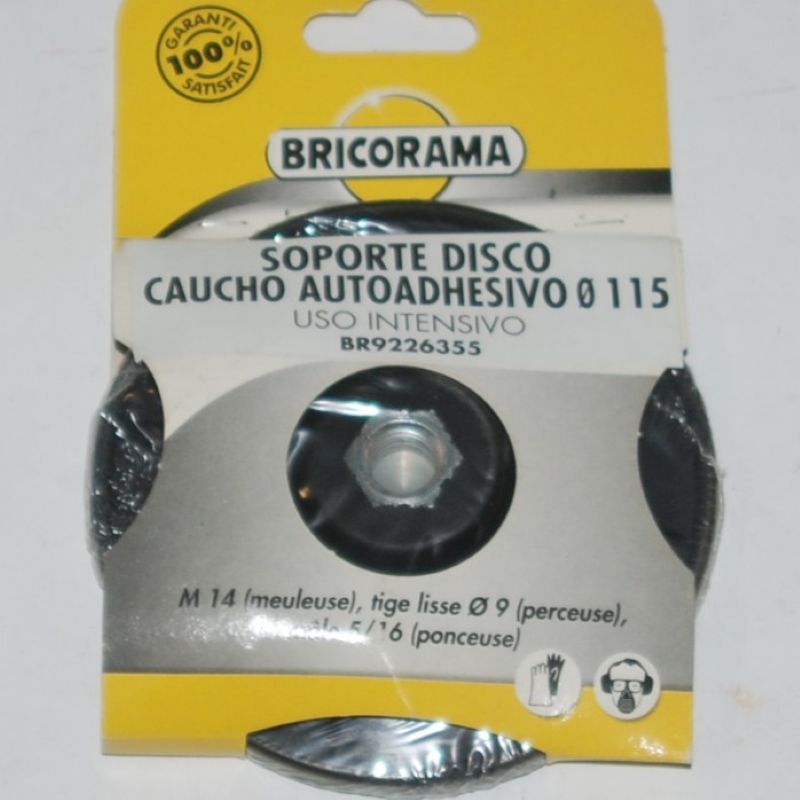 GARANTI
100%
SATISFAIT
BRICORAMA
SOPORTE DISCO
CAUCHO AUTOADHESIVO Ø 115
USO INTENSIVO
BR9226355
M 14 (meuleuse), tige lisse Ø 9 (perceuse),
5/16 (ponceuse)